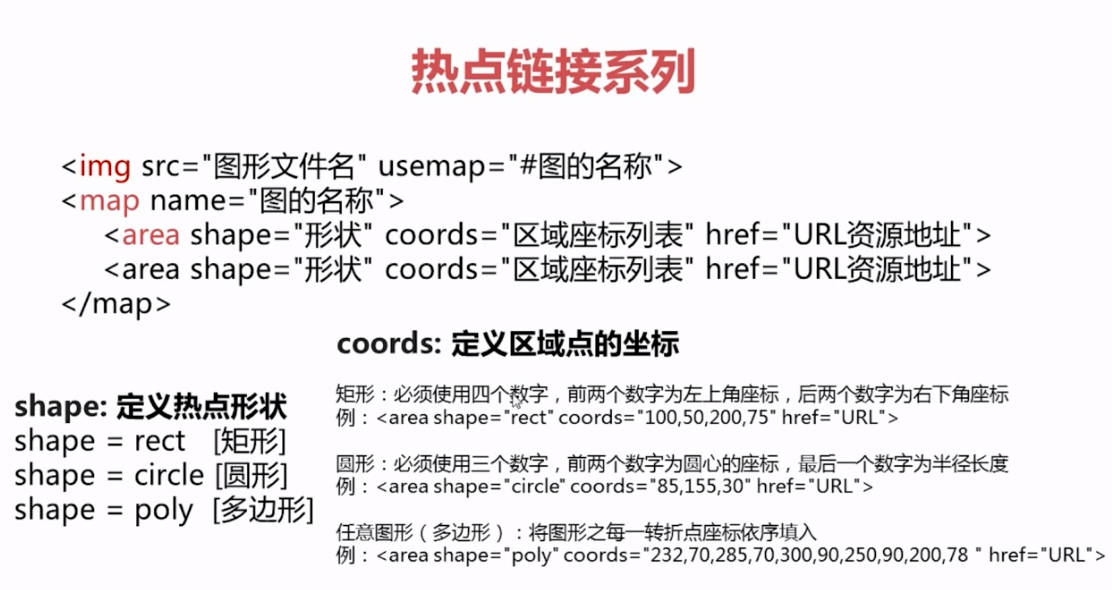 热点链接系列
<img src="图形文件名" usemap="#图的名称">
<map name="图的名称">
<area shape="形状" coords="区域座标列表" href="URL资源地址">
<area shape="形状" coords="区域座标列表" href="URL资源地址">
</map>
shape: 定义热点形状
shape = rect [矩形]
shape = circle [圆形]
shape = poly [多边形]
coords: 定义区域点的坐标
矩形：必须使用四个数字，前两个数字为左上角座标，后两个数字为右下角座标
例：<area shape="rect" coords="100,50,200,75" href="URL">
圆形：必须使用三个数字，前两个数字为圆心的座标，最后一个数字为半径长度
例：<area shape="circle" coords="85,155,30" href="URL">
任意图形（多边形）：将图形之每一转折点座标依序填入
例：<area shape="poly" coords="232,70,285,70,300,90,250,90,200,78 " href="URL">